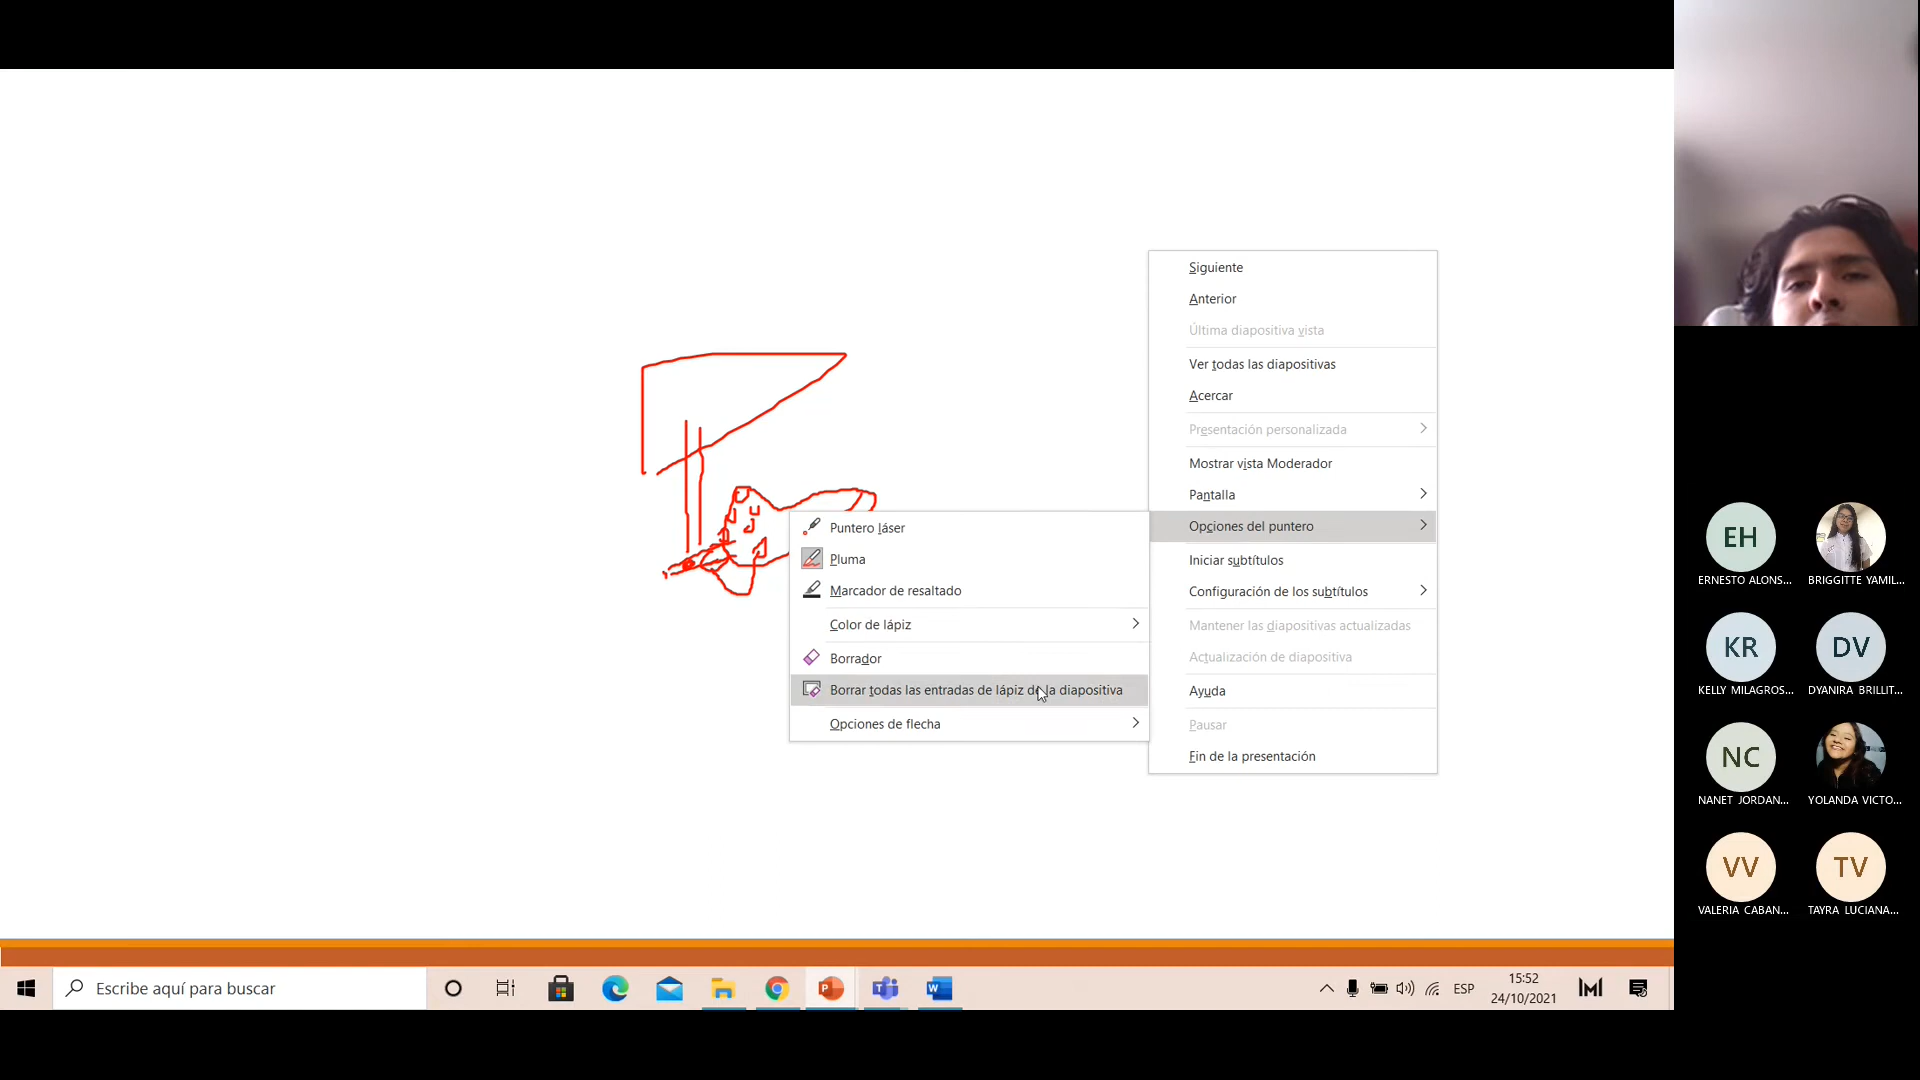 Siguiente
Anterior
Última diapositiva vista
Ver todas las diapositivas
Acercar
Presentación personalizada
Mostrar vista Moderador
Pantalla
Opciones del puntero
Iniciar subtítulos
Configuración de los subtítulos
Mantener las diapositivas actualizadas
Actualización de diapositiva
Ayuda
Pausar
Fin de la presentación
Puntero láser
Pluma
Marcador de resaltado
Color de lápiz
Borrador
Borrar todas las entradas de lápiz de la diapositiva
Opciones de flecha
EH
ERNESTO ALONS...
BRIGGITTE YAMIL...
KR
DV
KELLY MILAGROS...
DYANIRA BRILLIT...
NC
NANET JORDAN...
YOLANDA VICTO...
VV
TV
VALERIA CABAN...
TAYRA LUCIANA...
Escribe aquí para buscar
ESP
15:52
24/10/2021